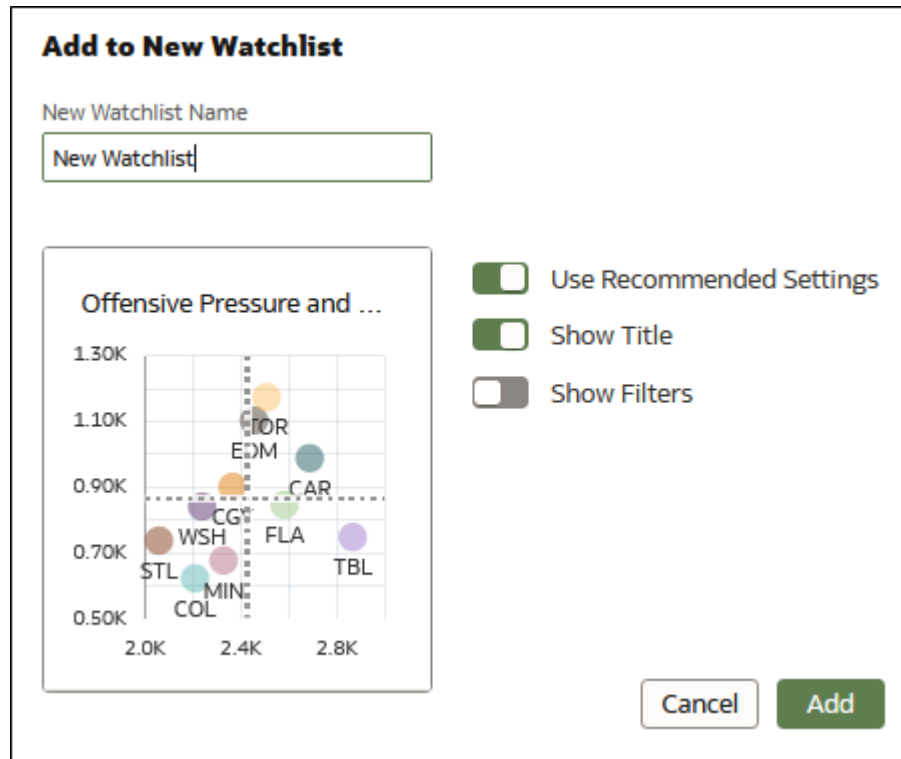 Add to New Watchlist
New Watchlist Name
New Watchlist
Offensive Pressure and ...
Use Recommended Settings
Show Title
Show Filters
1.30K
1.10K
0.90K
0.70K
0.50K
TOR
EDM
CAR
CGY
WSH
FLA
STL
TBL
MIN
COL
2.0K 2.4K 2.8K
Cancel Add